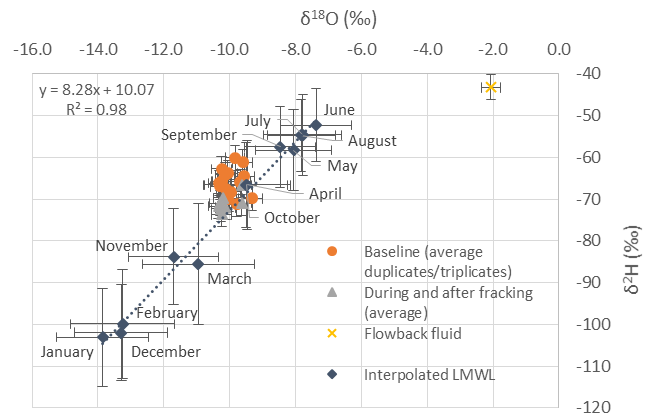 δ18O (‰)
-16.0 -14.0 -12.0 -10.0 -8.0 -6.0 -4.0 -2.0 0.0
y = 8.28x + 10.07
R² = 0.98
-40
-50
-60
-70
-80
-90
-100
-110
-120
δ²H (‰)
June
July
September
August
May
April
October
November
March
February
January
December
Baseline (average
duplicates/triplicates)
During and after fracking
(average)
Flowback fluid
Interpolated LMWL